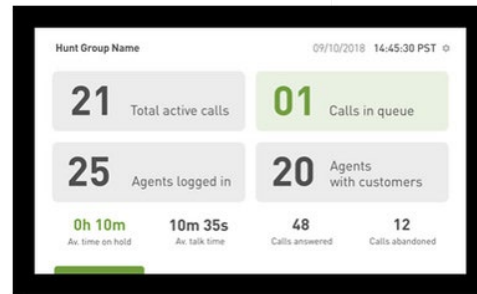 Hunt Group Name
09/10/2018 14:45:30 PST
21 Total active calls
01 Calls in queue
25 Agents logged in
20 Agents with customers
0h 10m
Av. time on hold
10m 35s
Av. talk time
48
Calls answered
12
Calls abandoned